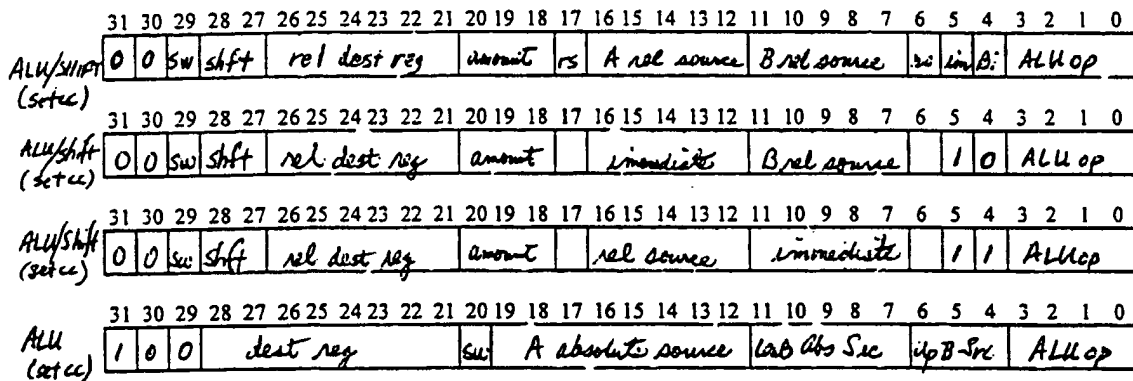 31 30 29 28 27 26 25 24 23 22 21 20 19 18 17 16 15 14 13 12 11 10 9 8 7 6 5 4 3 2 1 0
ALU/SHIFT 0 0 sw shft rel dest reg amount rs A rel source B rel source im Bi ALU op
(setcc)
31 30 29 28 27 26 25 24 23 22 21 20 19 18 17 16 15 14 13 12 11 10 9 8 7 6 5 4 3 2 1 0
ALU/shift 0 0 sw shft rel dest reg amount immediate B rel source 1 0 ALU op
(setcc)
31 30 29 28 27 26 25 24 23 22 21 20 19 18 17 16 15 14 13 12 11 10 9 8 7 6 5 4 3 2 1 0
ALU/Shift 0 0 sw shft rel dest reg amount rel source immediate 1 1 ALU op
(setcc)
31 30 29 28 27 26 25 24 23 22 21 20 19 18 17 16 15 14 13 12 11 10 9 8 7 6 5 4 3 2 1 0
ALU 1 0 0 dest reg sw A absolute source Abs Src B-Src ALU op
(setcc)